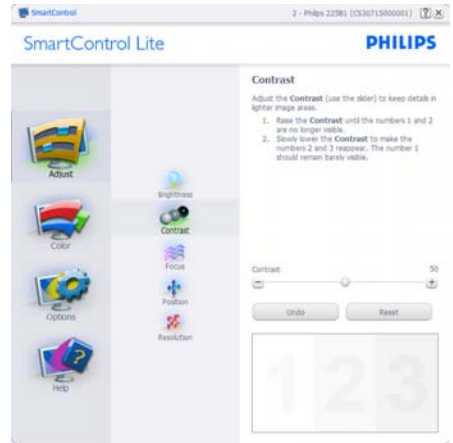 SmartControl
2 - Philips 225B1 (CS30715000001)
SmartControl Lite
PHILIPS
Adjust
Color
Options
Help
Brightness
Contrast
Focus
Position
Resolution
Contrast
Adjust the Contrast (use the slider) to keep details in
lighter image areas.
1. Raise the Contrast until the numbers 1 and 2
are no longer visible.
2. Slowly lower the Contrast to make the
numbers 2 and 3 reappear. The number 1
should remain barely visible.
Contrast 50
Undo Reset
1 2 3